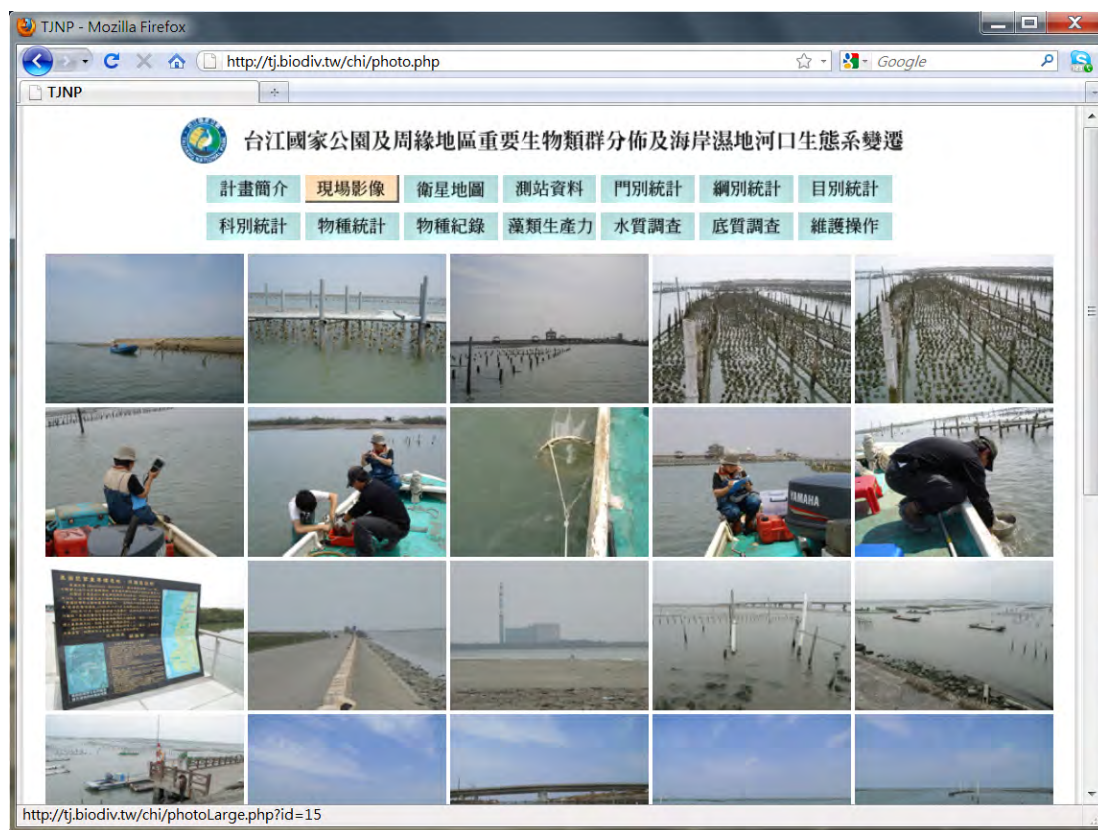 TJNP - Mozilla Firefox
http://tj.biodiv.tw/chi/photo.php
Google
TJNP
台江國家公園及周緣地區重要生物類群分佈及海岸濕地河口生態系變遷
計畫簡介 現場影像 衛星地圖 測站資料 門別統計 綱別統計 目別統計
科別統計 物種統計 物種紀錄 藻類生產力 水質調查 底質調查 維護操作
YAMAHA
http://tj.biodiv.tw/chi/photoLarge.php?id=15